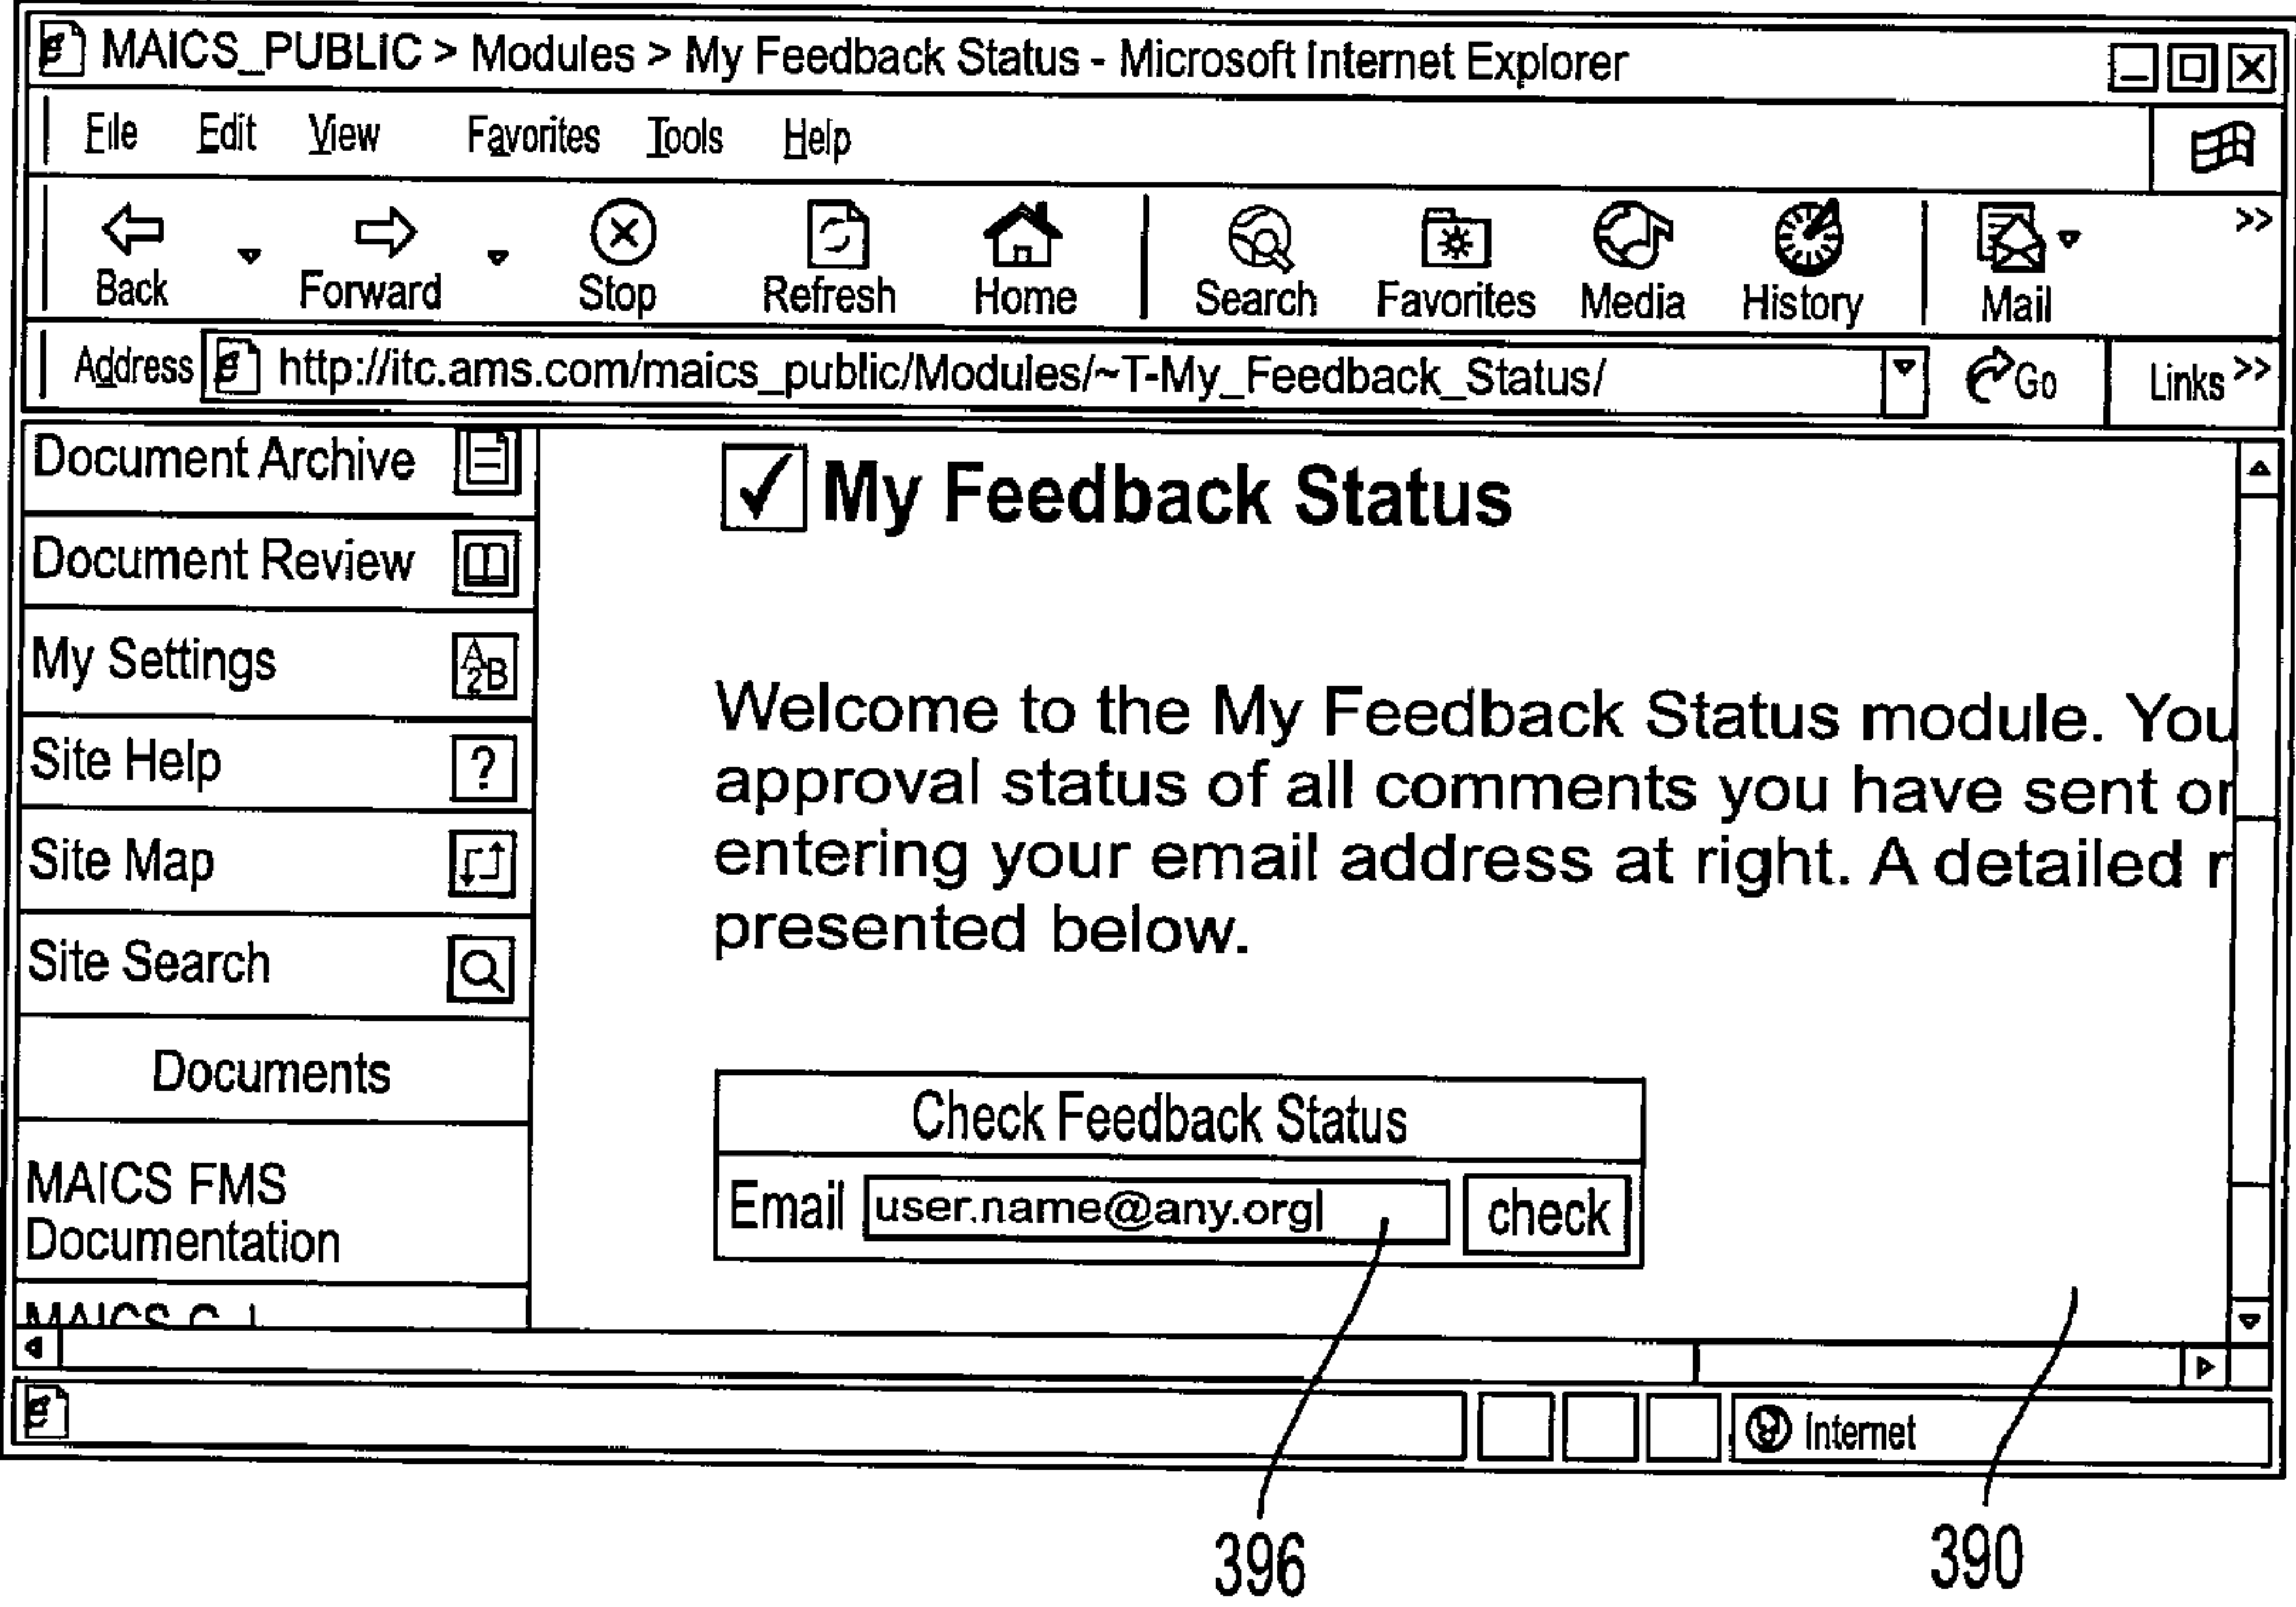 MAICS_PUBLIC > Modules > My Feedback Status - Microsoft Internet Explorer
File Edit View Favorites Tools Help
Back Forward Stop Refresh Home Search Favorites Media History Mail >>
Address http://itc.ams.com/maics_public/Modules/~T-My_Feedback_Status/ Go Links >>
Document Archive
Document Review
My Settings
Site Help ?
Site Map
Site Search
Documents
MAICS FMS
Documentation
MAICS
My Feedback Status
Welcome to the My Feedback Status module. You
approval status of all comments you have sent or
entering your email address at right. A detailed r
presented below.
Check Feedback Status
Email user.name@any.org check
Internet
396
390